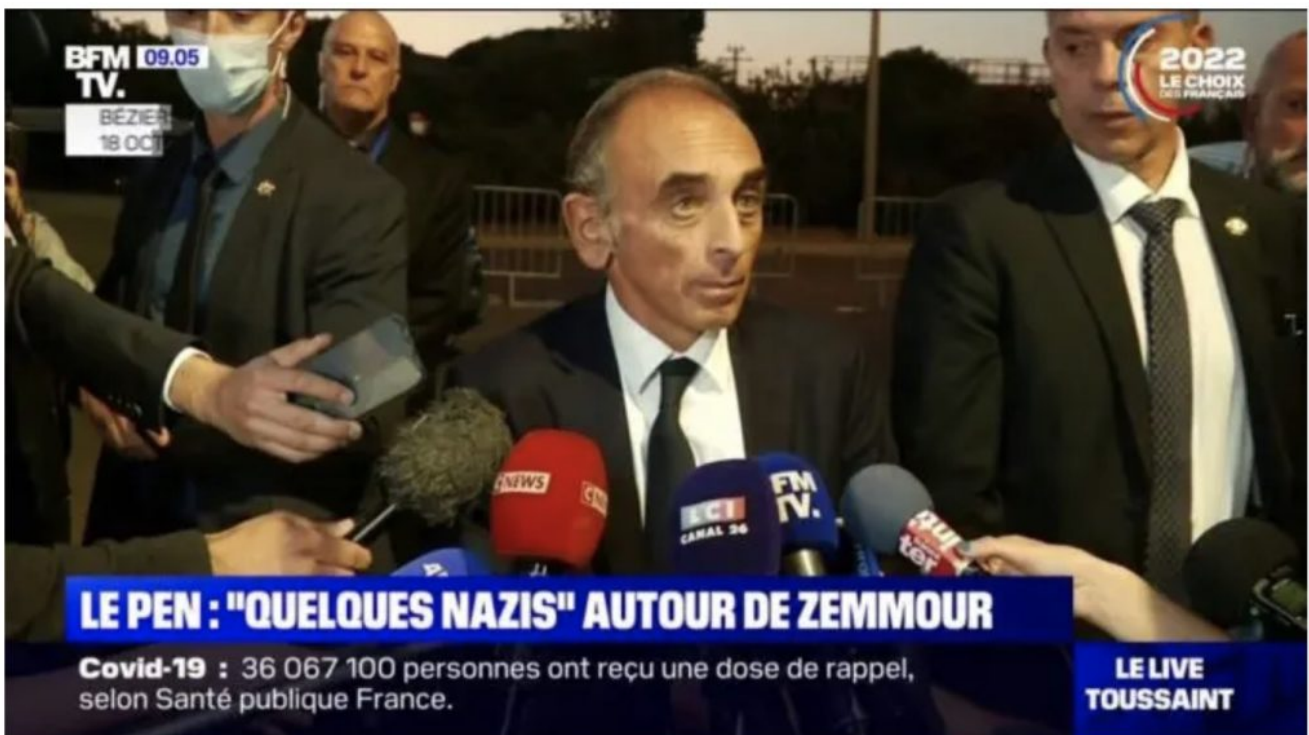 BFM 09.05
TV.
BÉZIER
18 OCT
2022
LE CHOIX
DES FRANÇAIS
CNEWS
LCI
CANAL 26
BFM
TV.
ter
LE PEN : "QUELQUES NAZIS" AUTOUR DE ZEMMOUR
Covid-19 : 36 067 100 personnes ont reçu une dose de rappel,
selon Santé publique France.
LE LIVE
TOUSSAINT